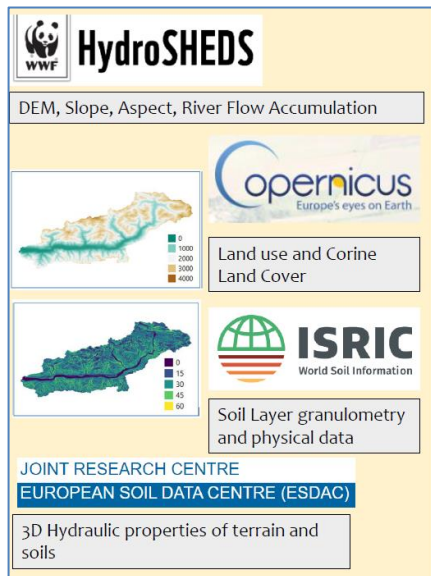 WWF
HydroSHEDS
DEM, Slope, Aspect, River Flow Accumulation
Copernicus
Europe's eyes on Earth
0
1000
2000
3000
4000
Land use and Corine
Land Cover
0
15
30
45
60
ISRIC
World Soil Information
Soil Layer granulometry
and physical data
JOINT RESEARCH CENTRE
EUROPEAN SOIL DATA CENTRE (ESDAC)
3D Hydraulic properties of terrain and
soils